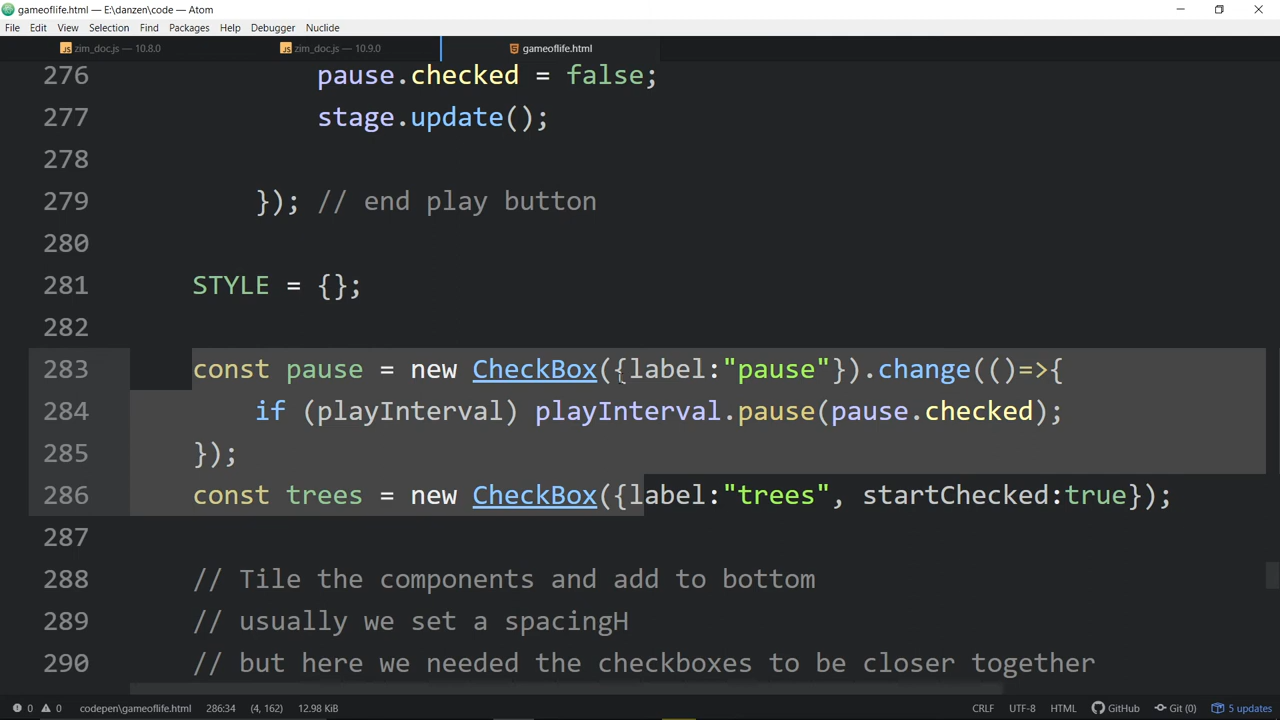 gameoflife.html — E:\danzen\code — Atom
File Edit View Selection Find Packages Help Debugger Nuclide
zim_doc.js — 10.8.0 zim_doc.js — 10.9.0 gameoflife.html
276 pause.checked = false;
277 stage.update();
278
279 }); // end play button
280
281 STYLE = {};
282
283 const pause = new CheckBox({label:"pause"}).change(()=>{
284 if (playInterval) playInterval.pause(pause.checked);
285 });
286 const trees = new CheckBox({label:"trees", startChecked:true});
287
288 // Tile the components and add to bottom
289 // usually we set a spacingH
290 // but here we needed the checkboxes to be closer together
0 0 codepen\gameoflife.html 286:34 (4, 162) 12.98 KiB CRLF UTF-8 HTML GitHub Git (0) 5 updates